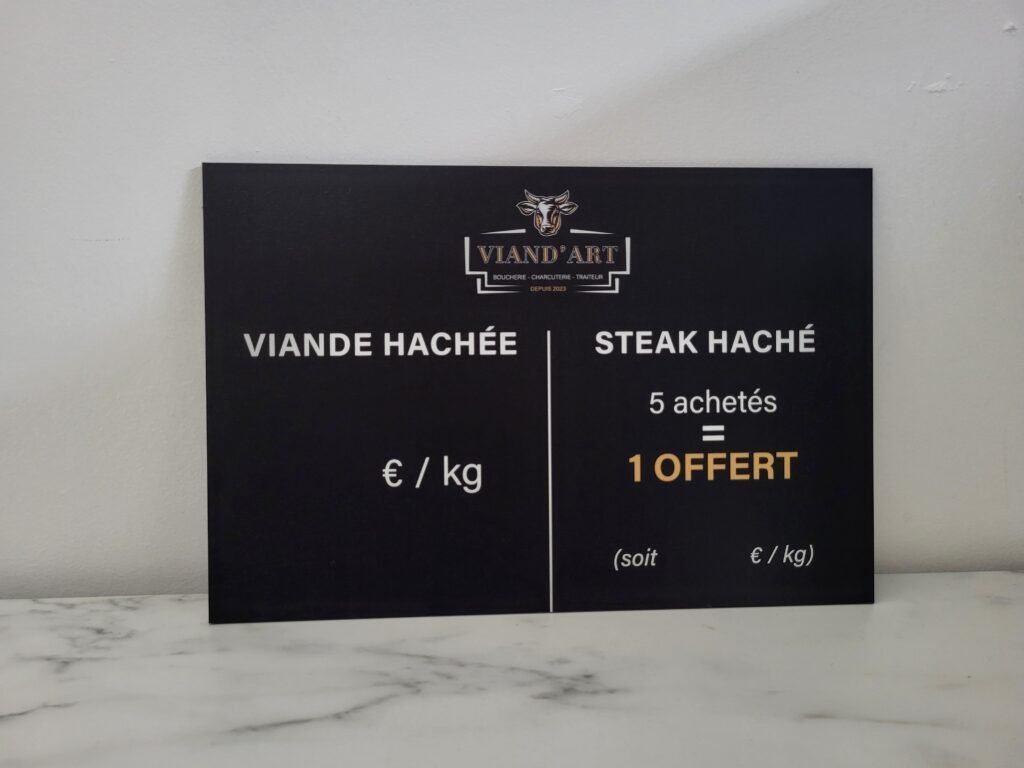 VIAND'ART
BOUCHERIE - CHARCUTERIE - TRAITEUR
DEPUIS 2023
VIANDE HACHÉE
€ / kg
STEAK HACHÉ
5 achetés
=
1 OFFERT
(soit € / kg)